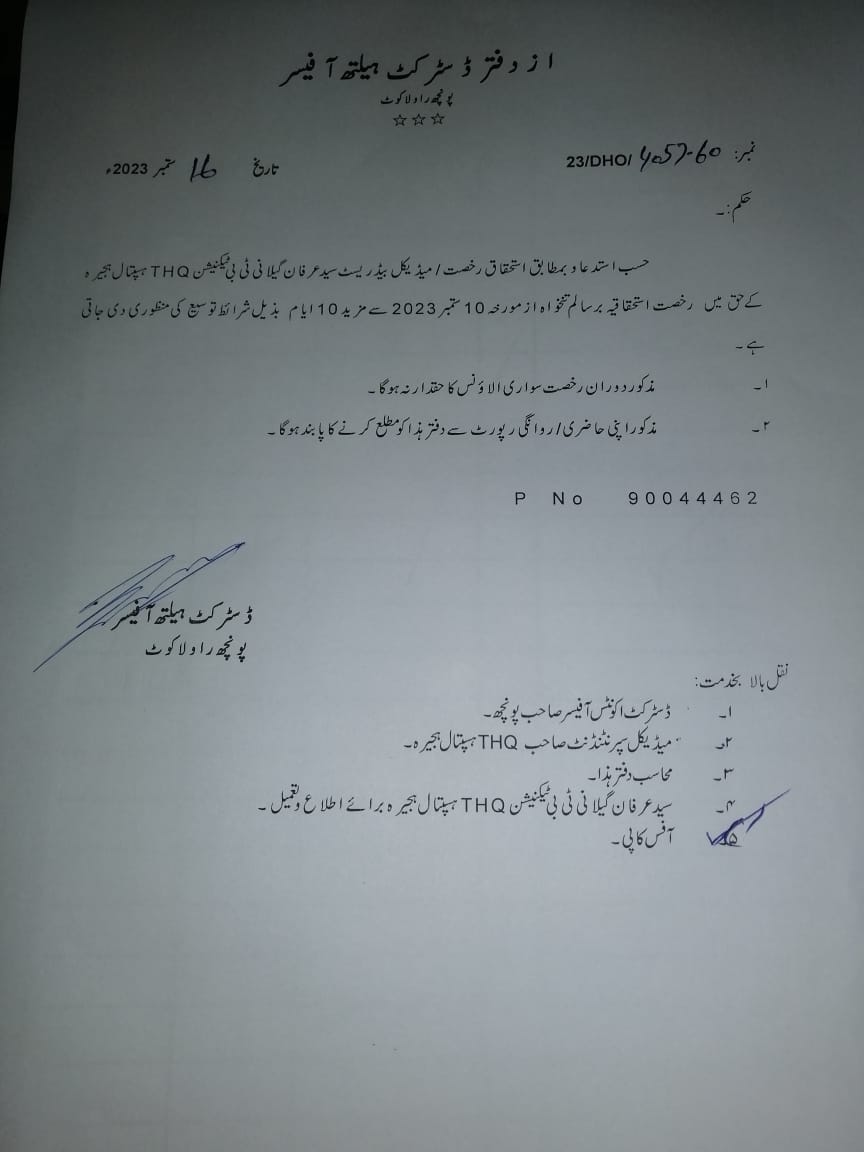 از دفتر ڈسٹرکٹ ہیلتھ آفیسر
پونچھ راولاکوٹ
☆☆☆
نمبر: 4057-60 /DHO/23
تاریخ 16 ستمبر 2023ء
حکم:۔
حسب استدعا و بمطابق استحقاق رخصت / میڈیکل بیڈ ریسٹ سید عرفان گیلانی ٹی بی ٹیکنیشن THQ ہسپتال ہجیرہ
کے حق میں رخصت استحقاقیہ بر سالم تنخواہ از مورخہ 10 ستمبر 2023 سے مزید 10 ایام بذیل شرائط توسیع کی منظوری دی جاتی
ہے۔
۱۔ مذکور دوران رخصت سواری الاؤنس کا حقدار نہ ہوگا۔
۲۔ مذکور اپنی حاضری/روانگی رپورٹ سے دفتر ہذا کو مطلع کرنے کا پابند ہوگا۔
P No 90044462
ڈسٹرکٹ ہیلتھ آفیسر
پونچھ راولاکوٹ
نقل بالا بخدمت:
۱۔ ڈسٹرکٹ اکونٹس آفیسر صاحب پونچھ۔
۲۔ میڈیکل سپرنٹنڈنٹ صاحب THQ ہسپتال ہجیرہ۔
۳۔ محاسب دفتر ہذا۔
۴۔ سید عرفان گیلانی ٹی بی ٹیکنیشن THQ ہسپتال ہجیرہ برائے اطلاع و تعمیل۔
۵۔ آفس کاپی۔